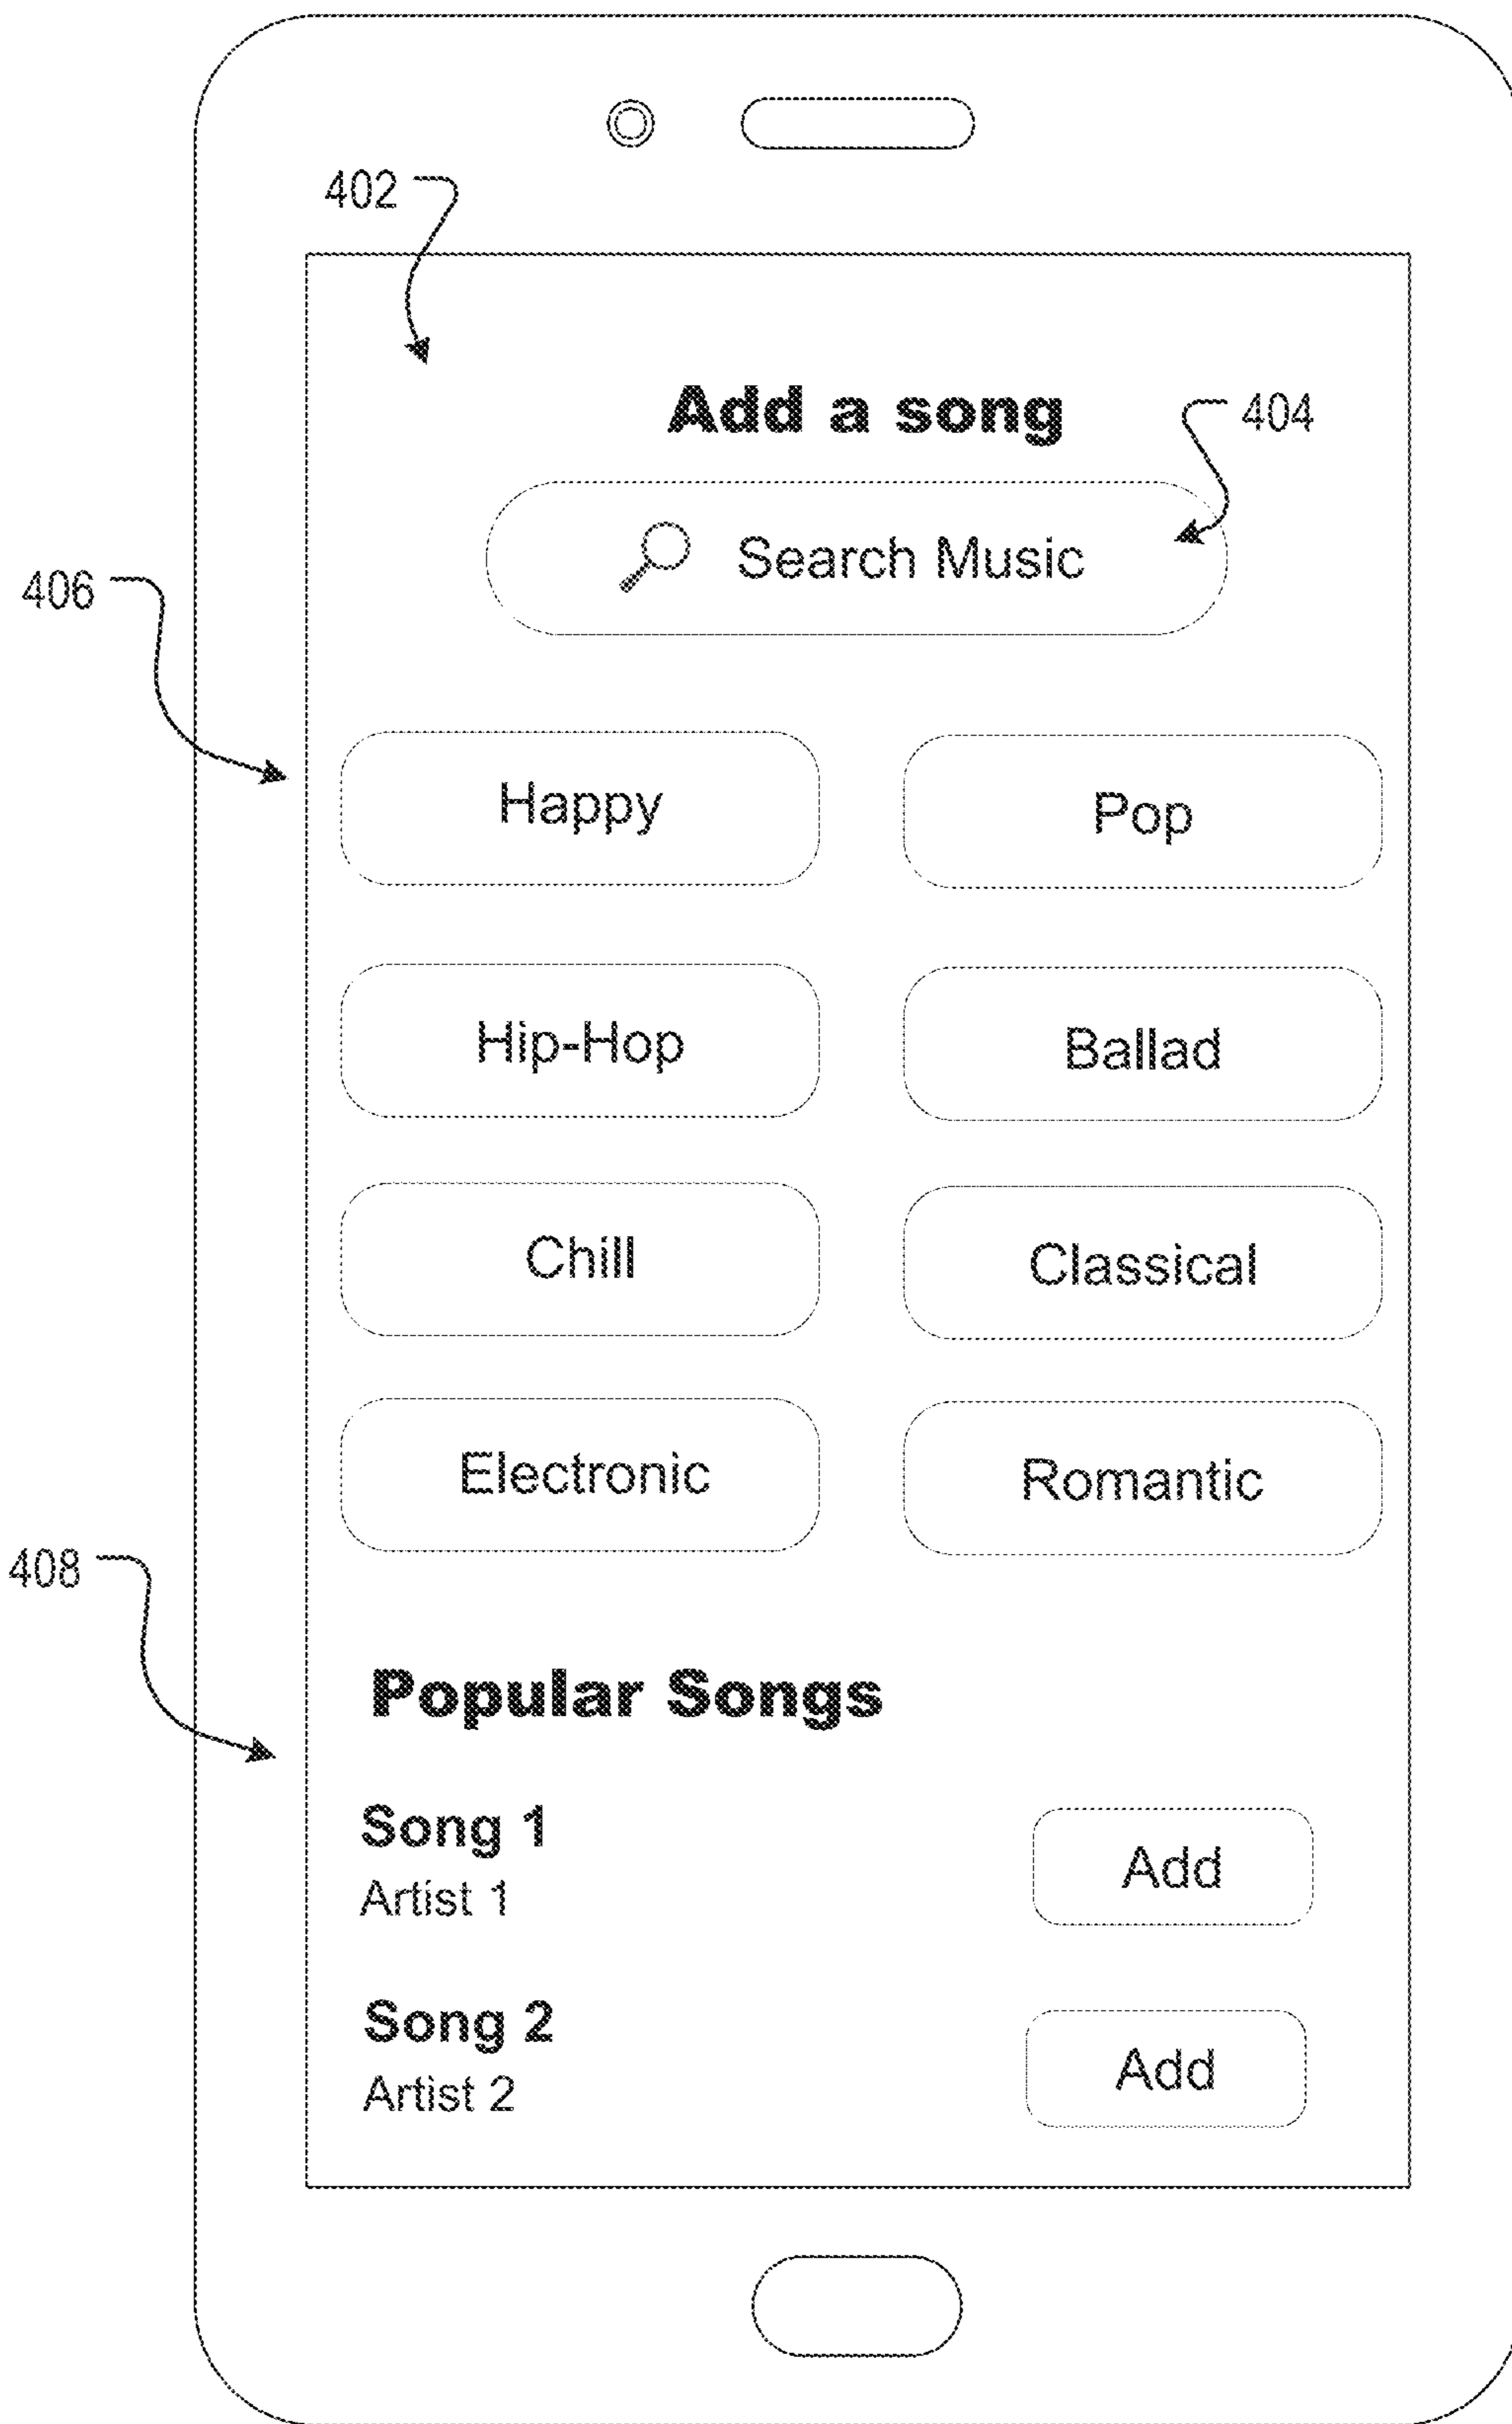 402
Add a song
404
Search Music
406
Happy
Pop
Hip-Hop
Ballad
Chill
Classical
Electronic
Romantic
408
Popular Songs
Song 1
Artist 1
Add
Song 2
Artist 2
Add